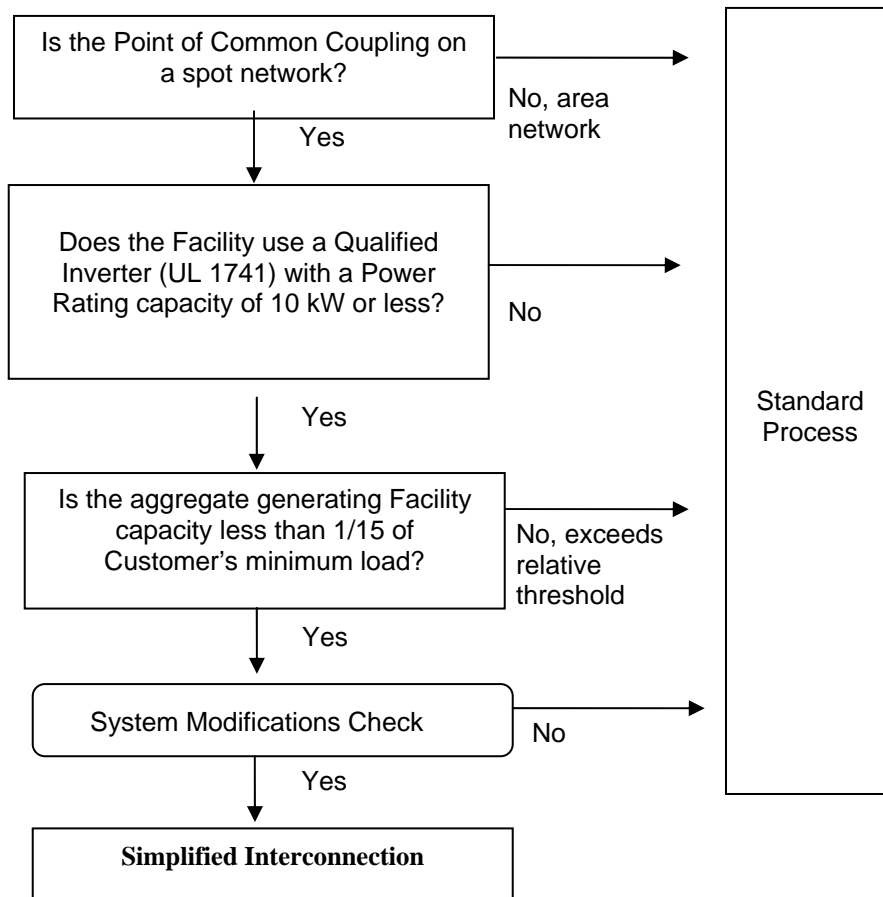 Is the Point of Common Coupling on
a spot network?
No, area
network
Yes
Does the Facility use a Qualified
Inverter (UL 1741) with a Power
Rating capacity of 10 kW or less?
No
Yes
Standard
Process
Is the aggregate generating Facility
capacity less than 1/15 of
Customer’s minimum load?
No, exceeds
relative
threshold
Yes
System Modifications Check
No
Yes
Simplified Interconnection